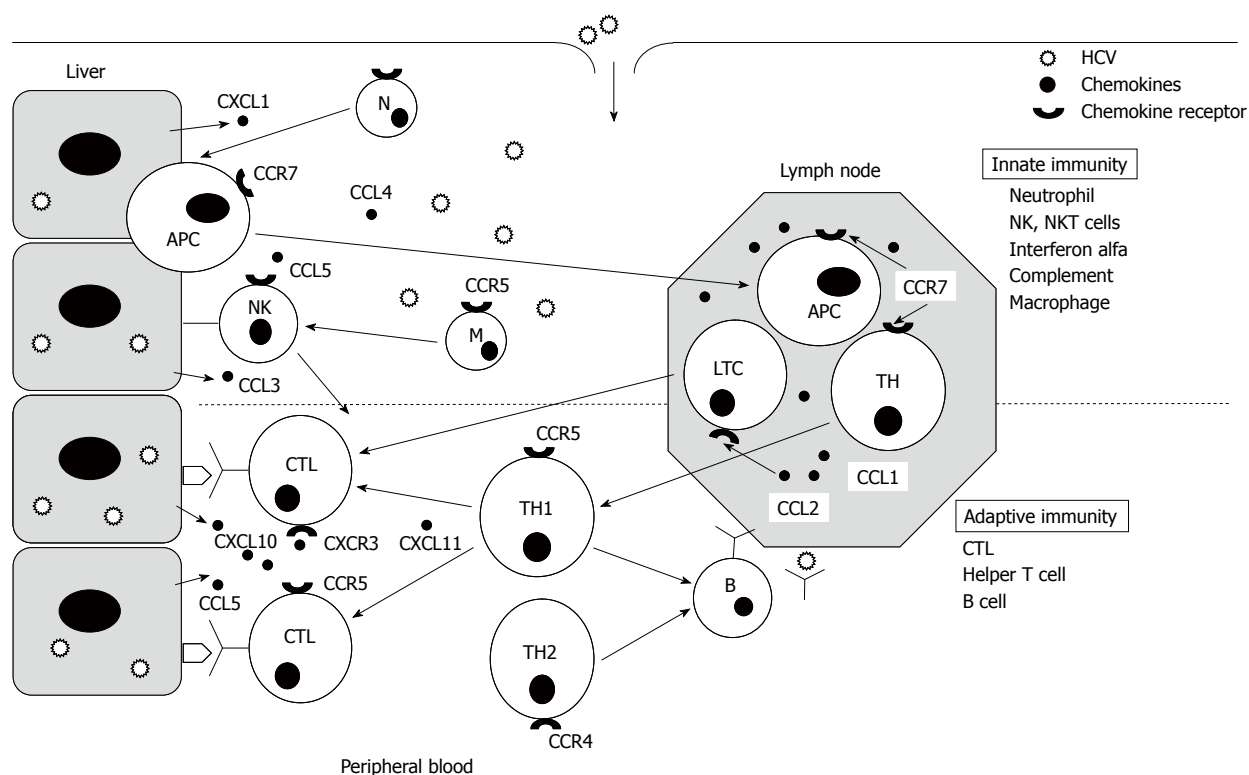 HCV
Liver
Chemokines
CXCL1
N
Chemokine receptor
CCR7
Lymph node
Innate immunity
CCL4
Neutrophil
APC
NK, NKT cells
CCL5
Interferon alfa
CCR5
CCR7
Complement
NK
APC
Macrophage
M
LTC
TH
CCL3
CCR5
CTL
CCL1
TH1
CCL2
Adaptive immunity
CXCL10
CXCR3
CXCL11
CTL
CCL5
CCR5
B
Helper T cell
B cell
CTL
TH2
CCR4
Peripheral blood